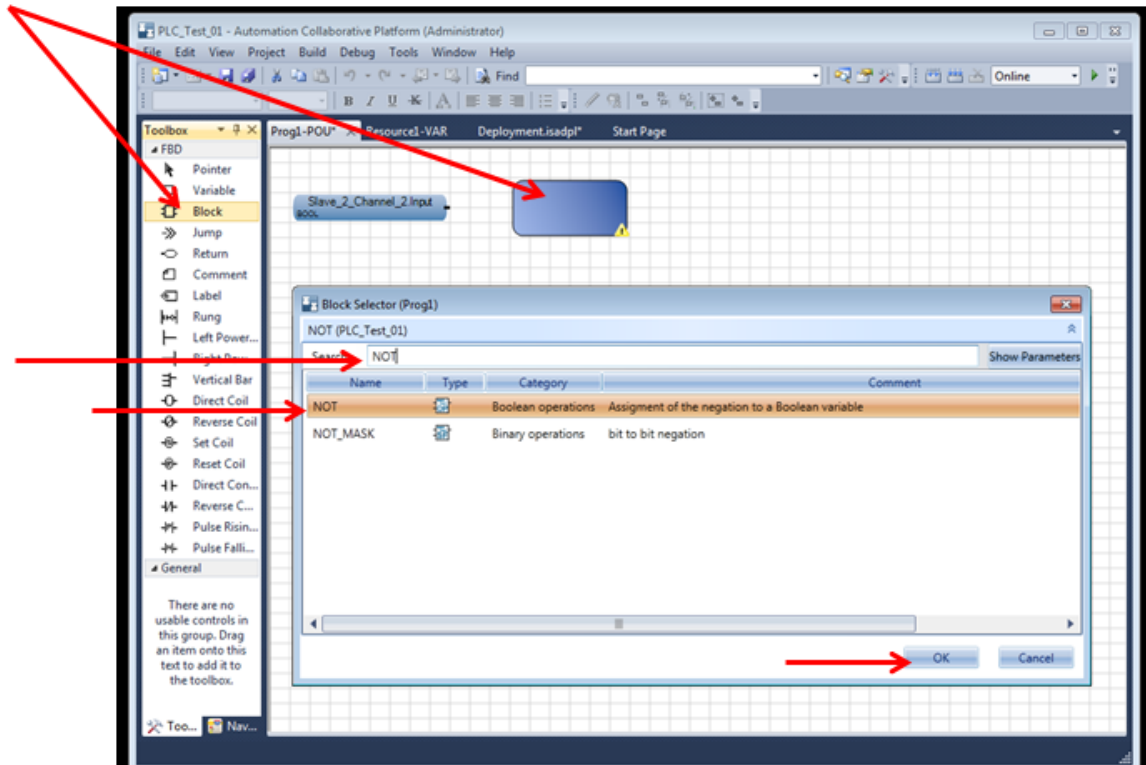 PLC_Test_01 - Automation Collaborative Platform (Administrator)
File Edit View Project Build Debug Tools Window Help
Find
Online
B I U K A
Toolbox
Prog1-POU* Resource1-VAR Deployment.isadpl* Start Page
FBD
Pointer
Variable
Block
Jump
Return
Comment
Label
Rung
Left Power...
Vertical Bar
Direct Coil
Reverse Coil
Set Coil
Reset Coil
Direct Con...
Reverse C...
Pulse Risin...
Pulse Falli...
General
There are no
usable controls in
this group. Drag
an item onto this
text to add it to
the toolbox.
Too... Nav...
Slave_2_Channel_2.Input
BOOL
Block Selector (Prog1)
NOT (PLC_Test_01)
NOT Show Parameters
Name Type Category Comment
NOT Boolean operations Assigment of the negation to a Boolean variable
NOT_MASK Binary operations bit to bit negation
OK Cancel